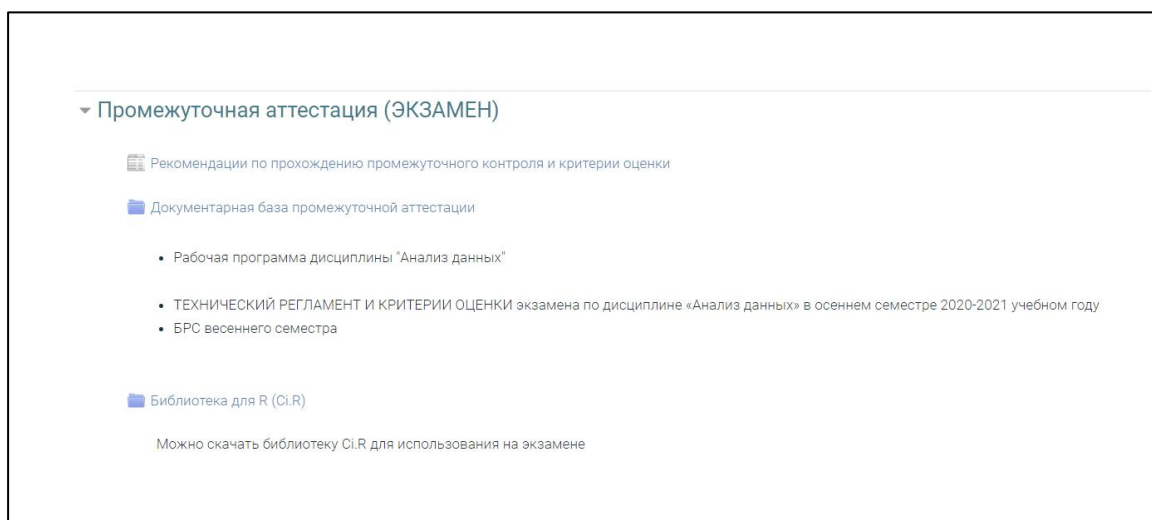 Промежуточная аттестация (ЭКЗАМЕН)
Рекомендации по прохождению промежуточного контроля и критерии оценки
Документарная база промежуточной аттестации
• Рабочая программа дисциплины "Анализ данных"
• ТЕХНИЧЕСКИЙ РЕГЛАМЕНТ И КРИТЕРИИ ОЦЕНКИ экзамена по дисциплине «Анализ данных» в осеннем семестре 2020-2021 учебном году
• БРС весеннего семестра
Библиотека для R (Ci.R)
Можно скачать библиотеку Ci.R для использования на экзамене